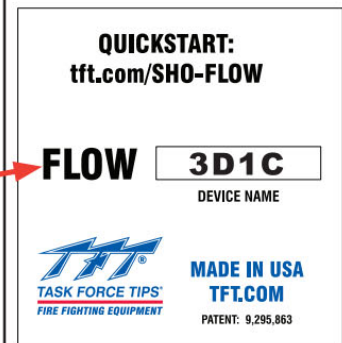 QUICKSTART:
tft.com/SHO-FLOW
FLOW 3D1C
DEVICE NAME
TFT®
TASK FORCE TIPS®
FIRE FIGHTING EQUIPMENT
MADE IN USA
TFT.COM
PATENT: 9,295,863